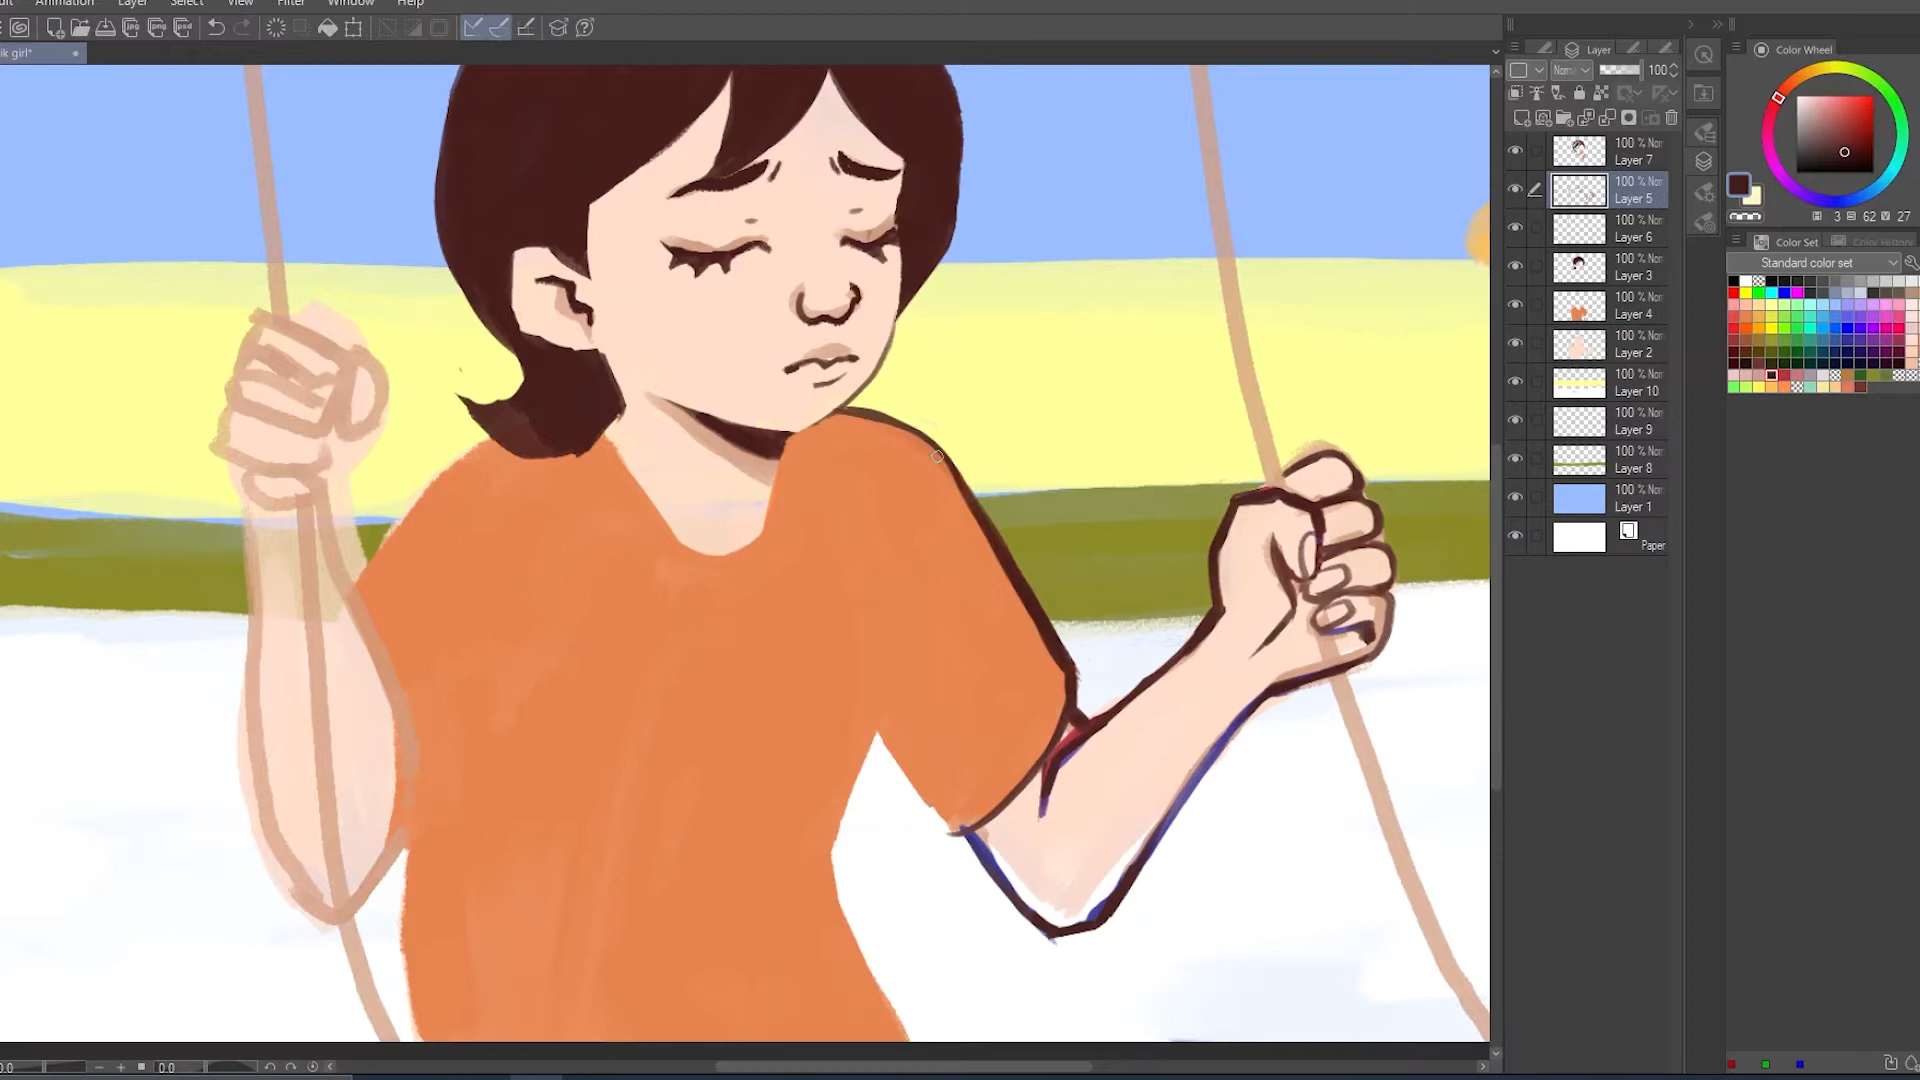 Animation Layer Select View Filter Window Help
ik girl*
Layer
100
100 % Nor
Layer 7
100 % Nor
Layer 5
100 % Nor
Layer 6
100 % Nor
Layer 3
100 % Nor
Layer 4
100 % Nor
Layer 2
100 % Nor
Layer 10
100 % Nor
Layer 9
100 % Nor
Layer 8
100 % Nor
Layer 1
Paper
Color Wheel
H 3 S 62 V 27
Color Set Color History
Standard color set
0.0 0.0